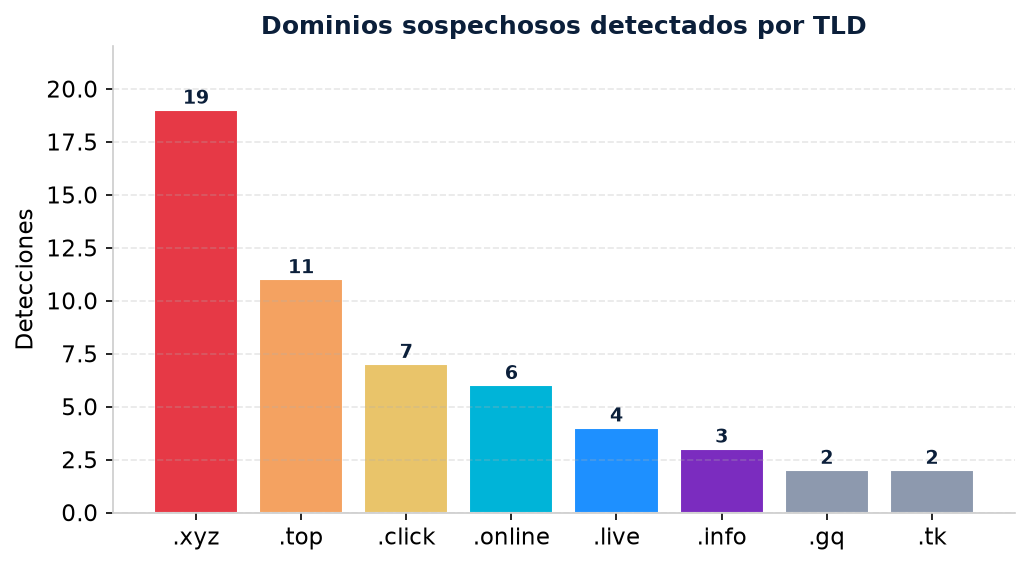 Dominios sospechosos detectados por TLD
Detecciones
20.0
17.5
15.0
12.5
10.0
7.5
5.0
2.5
0.0
19
11
7
6
4
3
2
2
.xyz
.top
.click
.online
.live
.info
.gq
.tk